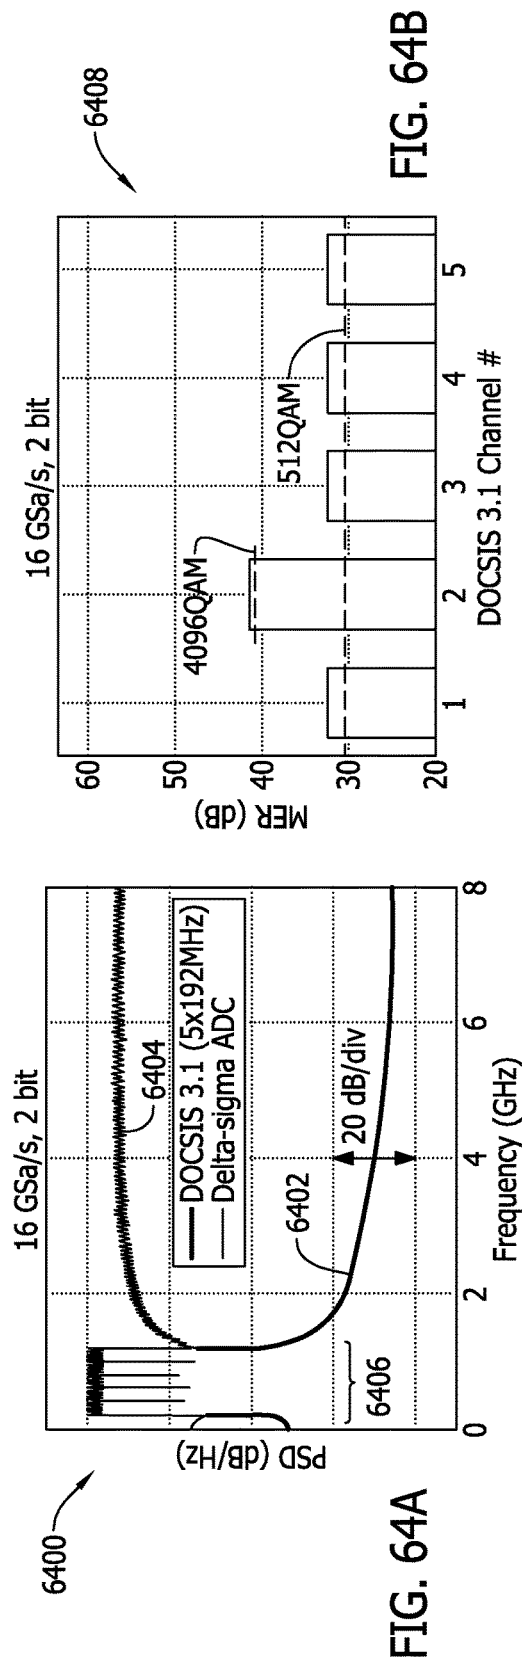 6400
16 GSa/s, 2 bit
PSD (dB/Hz)
6404
DOCSIS 3.1 (5x192MHz)
Delta-sigma ADC
6402
20 dB/div
6406
0 2 4 6 8
Frequency (GHz)
FIG. 64A
6408
16 GSa/s, 2 bit
MER (dB)
60
50
40
30
20
4096QAM
512QAM
1 2 3 4 5
DOCSIS 3.1 Channel #
FIG. 64B